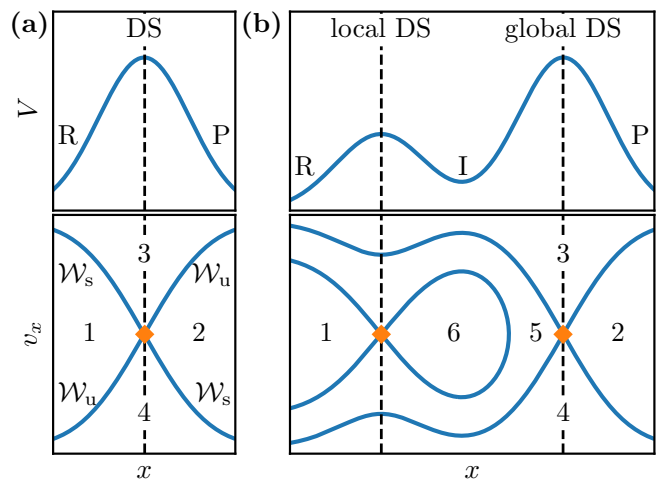 (a) DS (b) local DS global DS
V R P R I P
3 3
𝒲s 𝒲u
vx 1 2 1 6 5 2
𝒲u 𝒲s
4 4
x x